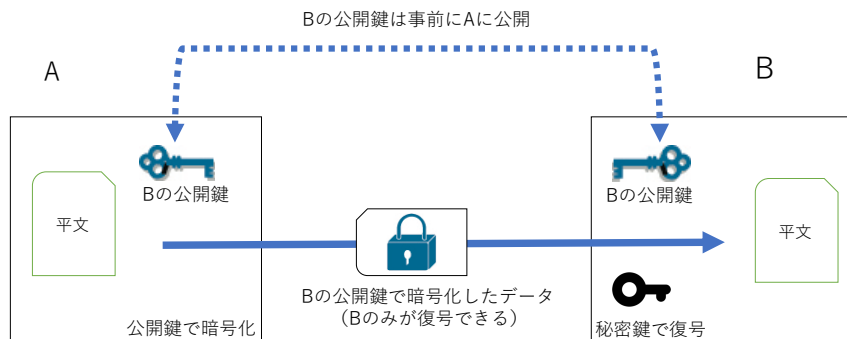 Bの公開鍵は事前にAに公開
A
B
Bの公開鍵
Bの公開鍵
平文
平文
Bの公開鍵で暗号化したデータ
（Bのみが復号できる）
公開鍵で暗号化
秘密鍵で復号